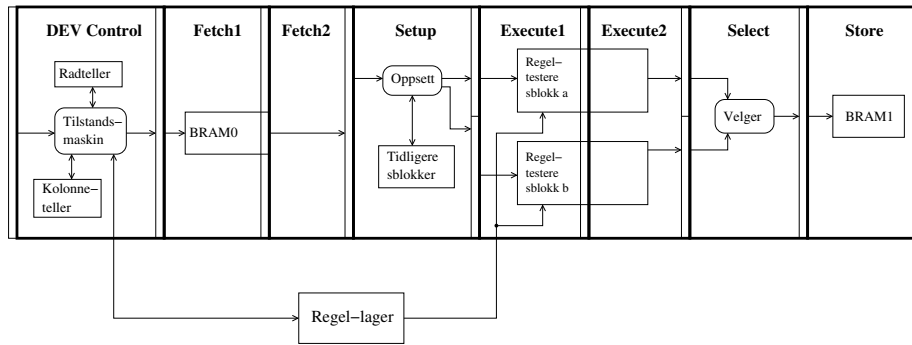 DEV Control
Fetch1
Fetch2
Setup
Execute1
Execute2
Select
Store
Radteller
Tilstands-
maskin
Kolonne-
teller
BRAM0
Oppsett
Tidligere
sblokker
Regel-
testere
sblokk a
Regel-
testere
sblokk b
Velger
BRAM1
Regel-lager